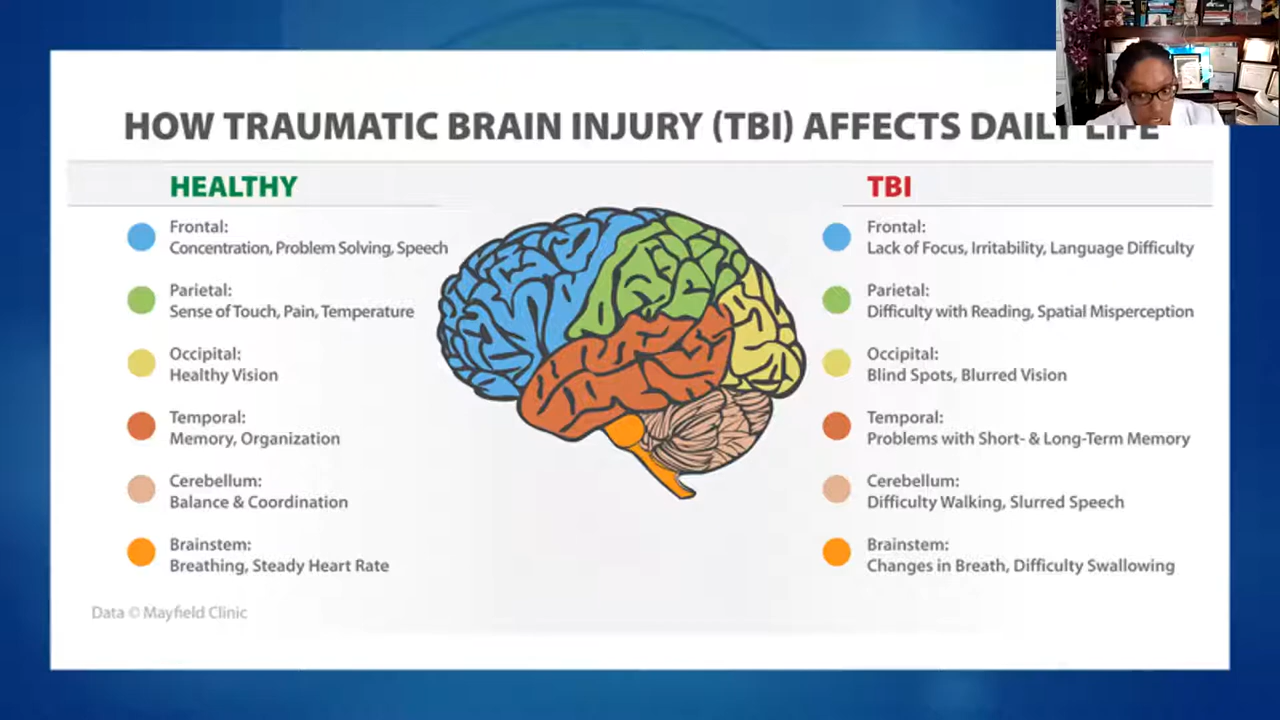 HOW TRAUMATIC BRAIN INJURY (TBI) AFFECTS DAILY LIFE
HEALTHY
Frontal:
Concentration, Problem Solving, Speech
Parietal:
Sense of Touch, Pain, Temperature
Occipital:
Healthy Vision
Temporal:
Memory, Organization
Cerebellum:
Balance & Coordination
Brainstem:
Breathing, Steady Heart Rate
TBI
Frontal:
Lack of Focus, Irritability, Language Difficulty
Parietal:
Difficulty with Reading, Spatial Misperception
Occipital:
Blind Spots, Blurred Vision
Temporal:
Problems with Short- & Long-Term Memory
Cerebellum:
Difficulty Walking, Slurred Speech
Brainstem:
Changes in Breath, Difficulty Swallowing
Data © Mayfield Clinic